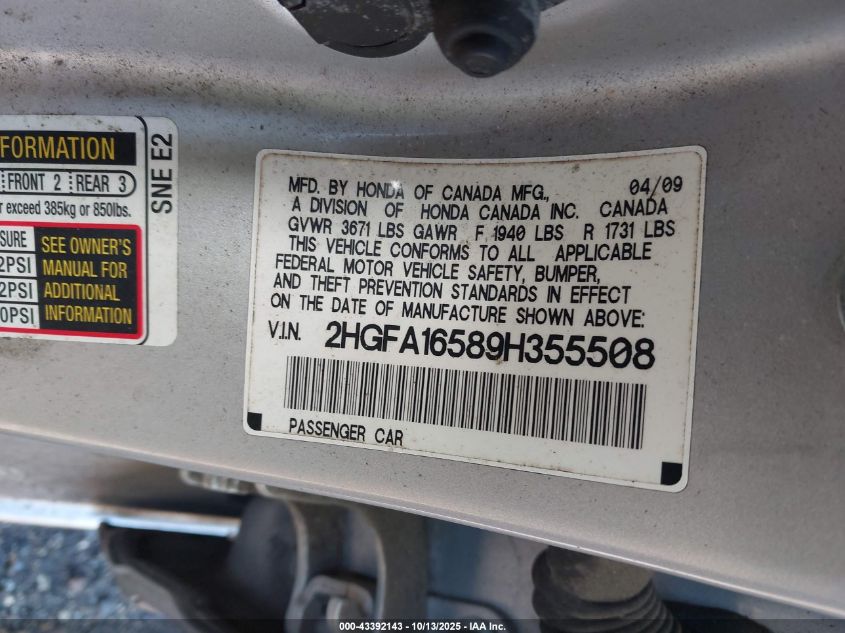 FORMATION
FRONT 2 REAR 3
r exceed 385kg or 850lbs.
SURE
2PSI
2PSI
0PSI
SEE OWNER'S
MANUAL FOR
ADDITIONAL
INFORMATION
SNE E2
MFD. BY HONDA OF CANADA MFG., 04/09
A DIVISION OF HONDA CANADA INC. CANADA
GVWR 3671 LBS GAWR F 1940 LBS R 1731 LBS
THIS VEHICLE CONFORMS TO ALL APPLICABLE
FEDERAL MOTOR VEHICLE SAFETY, BUMPER,
AND THEFT PREVENTION STANDARDS IN EFFECT
ON THE DATE OF MANUFACTURE SHOWN ABOVE:
V.I.N. 2HGFA16589H355508
PASSENGER CAR
000-43392143 - 10/13/2025 - IAA Inc.